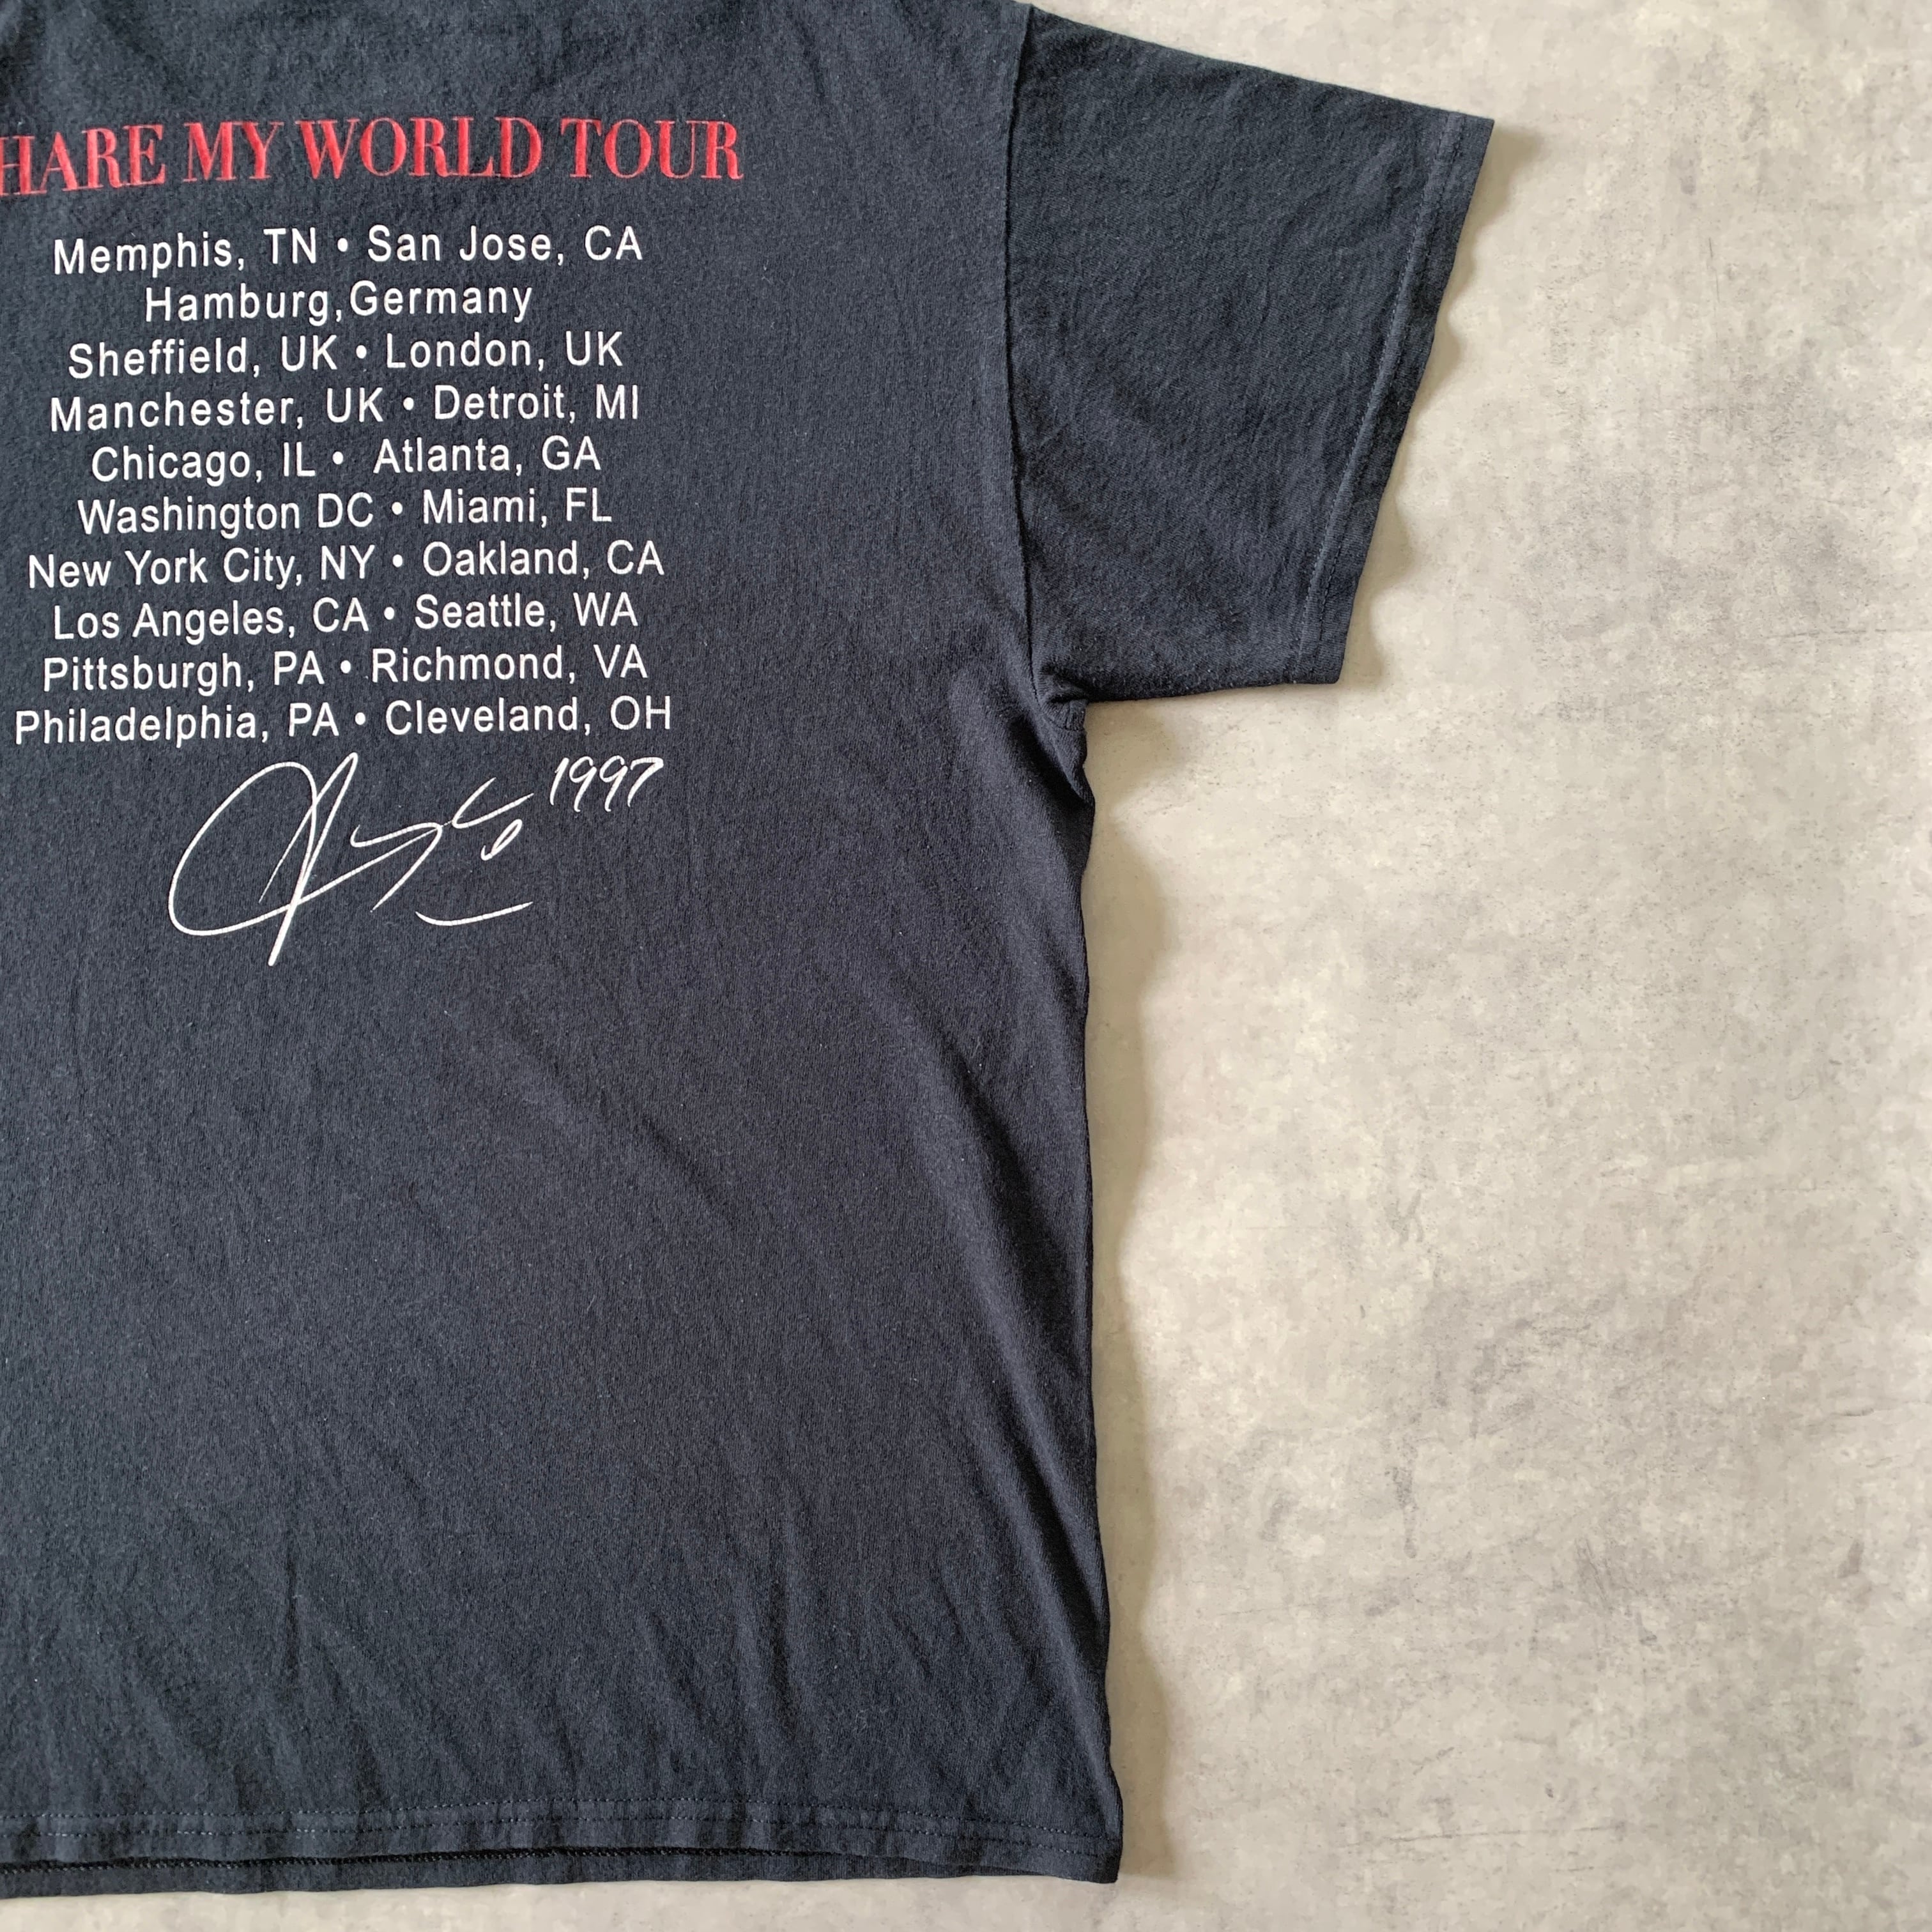 HARE MY WORLD TOUR
Memphis, TN • San Jose, CA
Hamburg,Germany
Sheffield, UK • London, UK
Manchester, UK • Detroit, MI
Chicago, IL • Atlanta, GA
Washington DC • Miami, FL
New York City, NY • Oakland, CA
Los Angeles, CA • Seattle, WA
Pittsburgh, PA • Richmond, VA
Philadelphia, PA • Cleveland, OH
1997